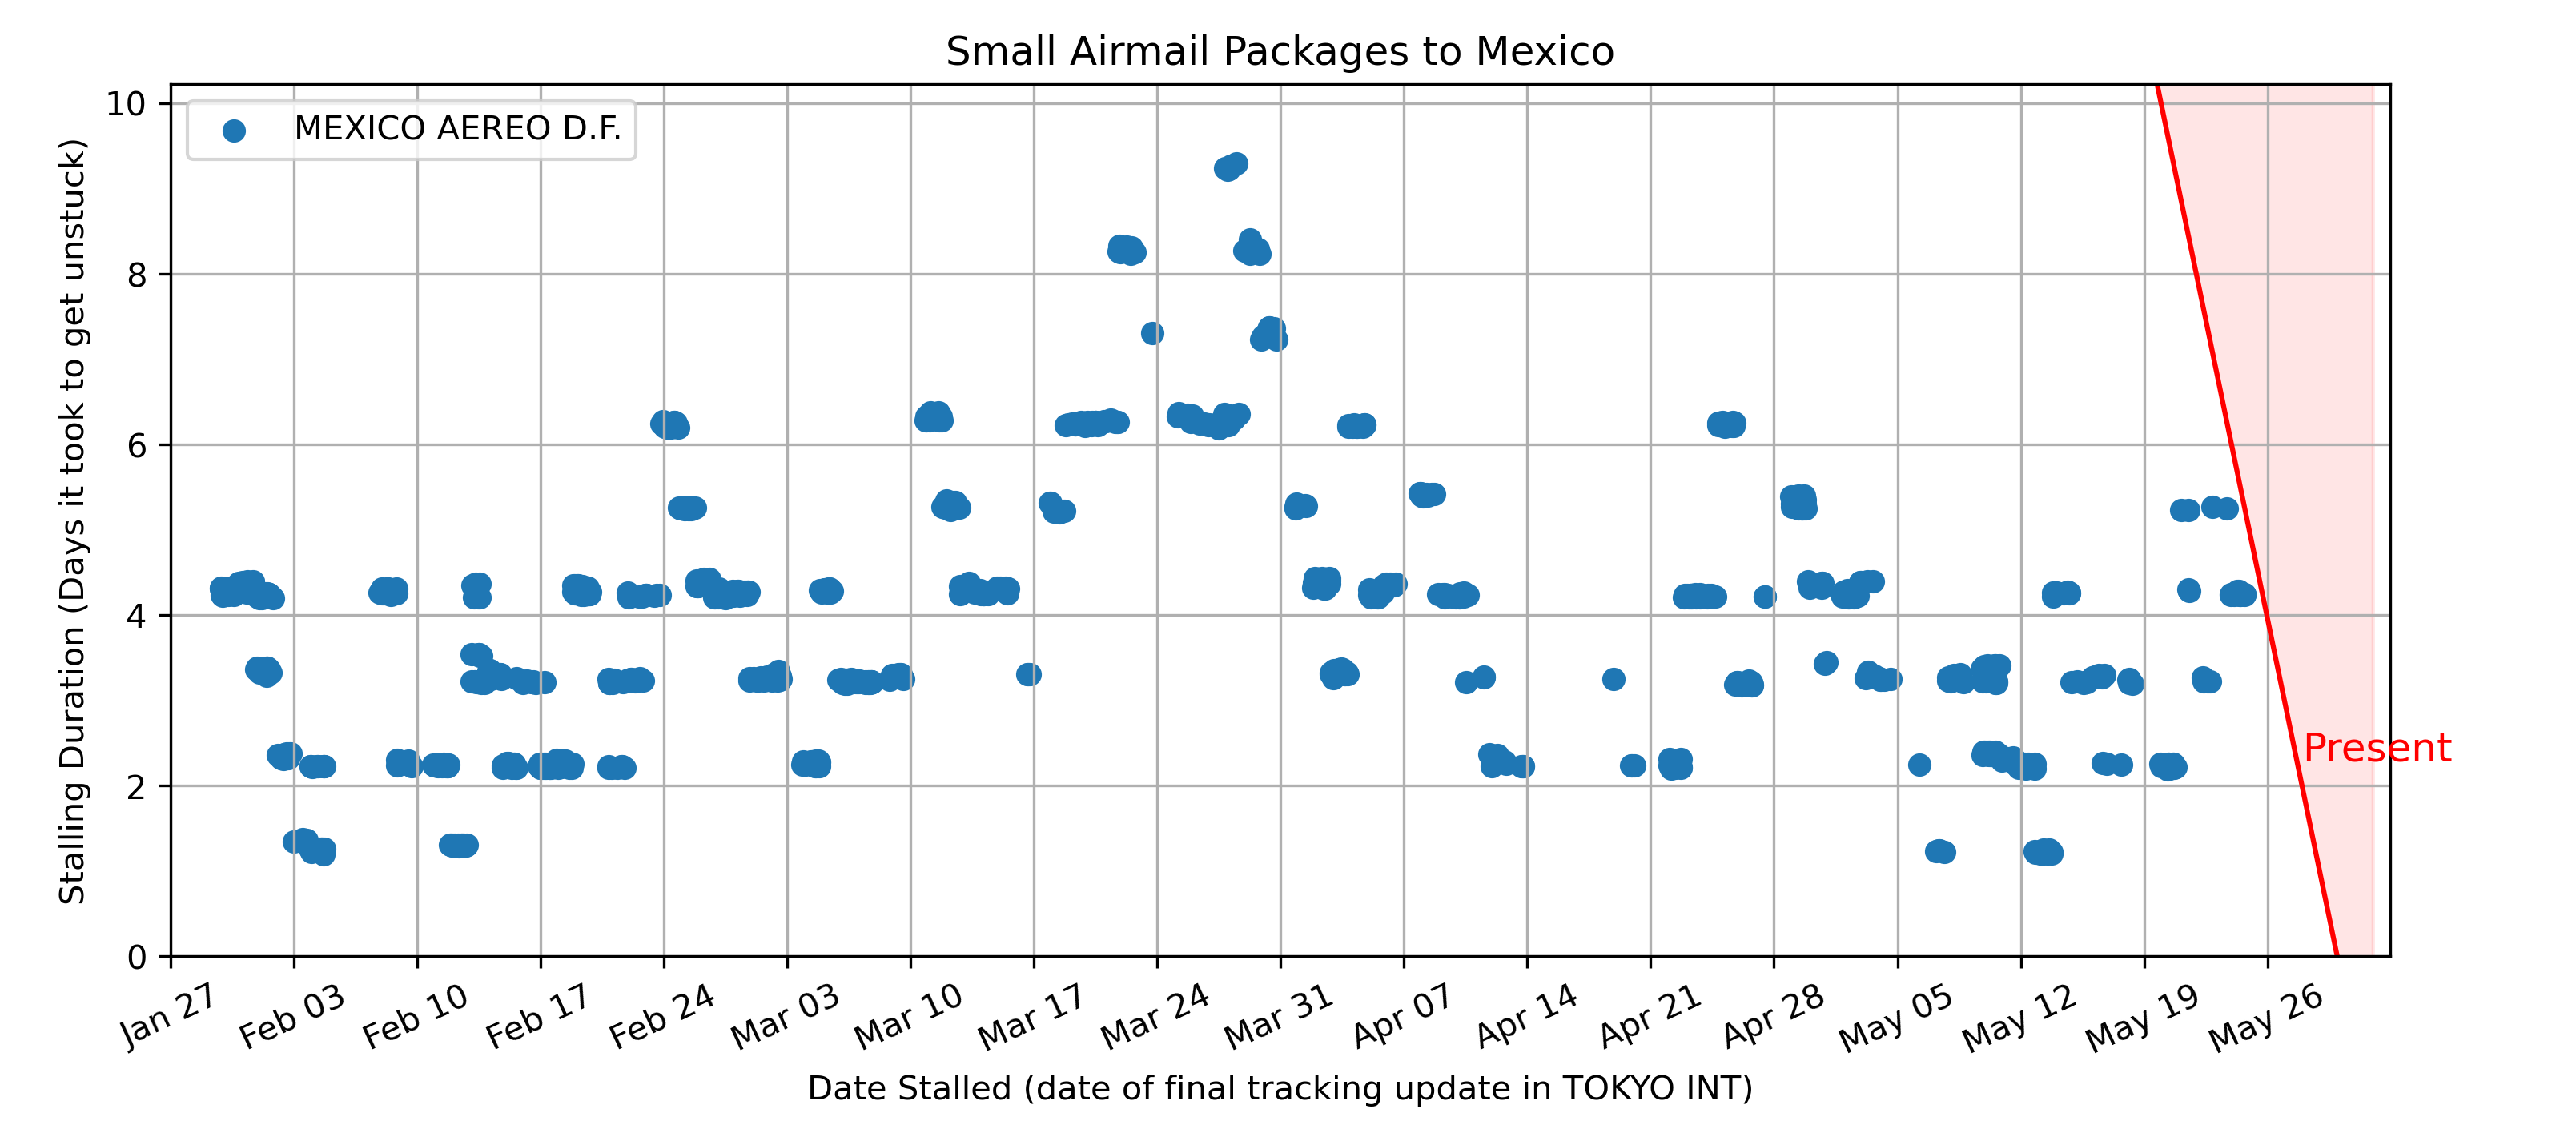 Small Airmail Packages to Mexico
MEXICO AEREO D.F.
Stalling Duration (Days it took to get unstuck)
10
8
6
4
2
0
Present
Jan 27
Feb 03
Feb 10
Feb 17
Feb 24
Mar 03
Mar 10
Mar 17
Mar 24
Mar 31
Apr 07
Apr 14
Apr 21
Apr 28
May 05
May 12
May 19
May 26
Date Stalled (date of final tracking update in TOKYO INT)